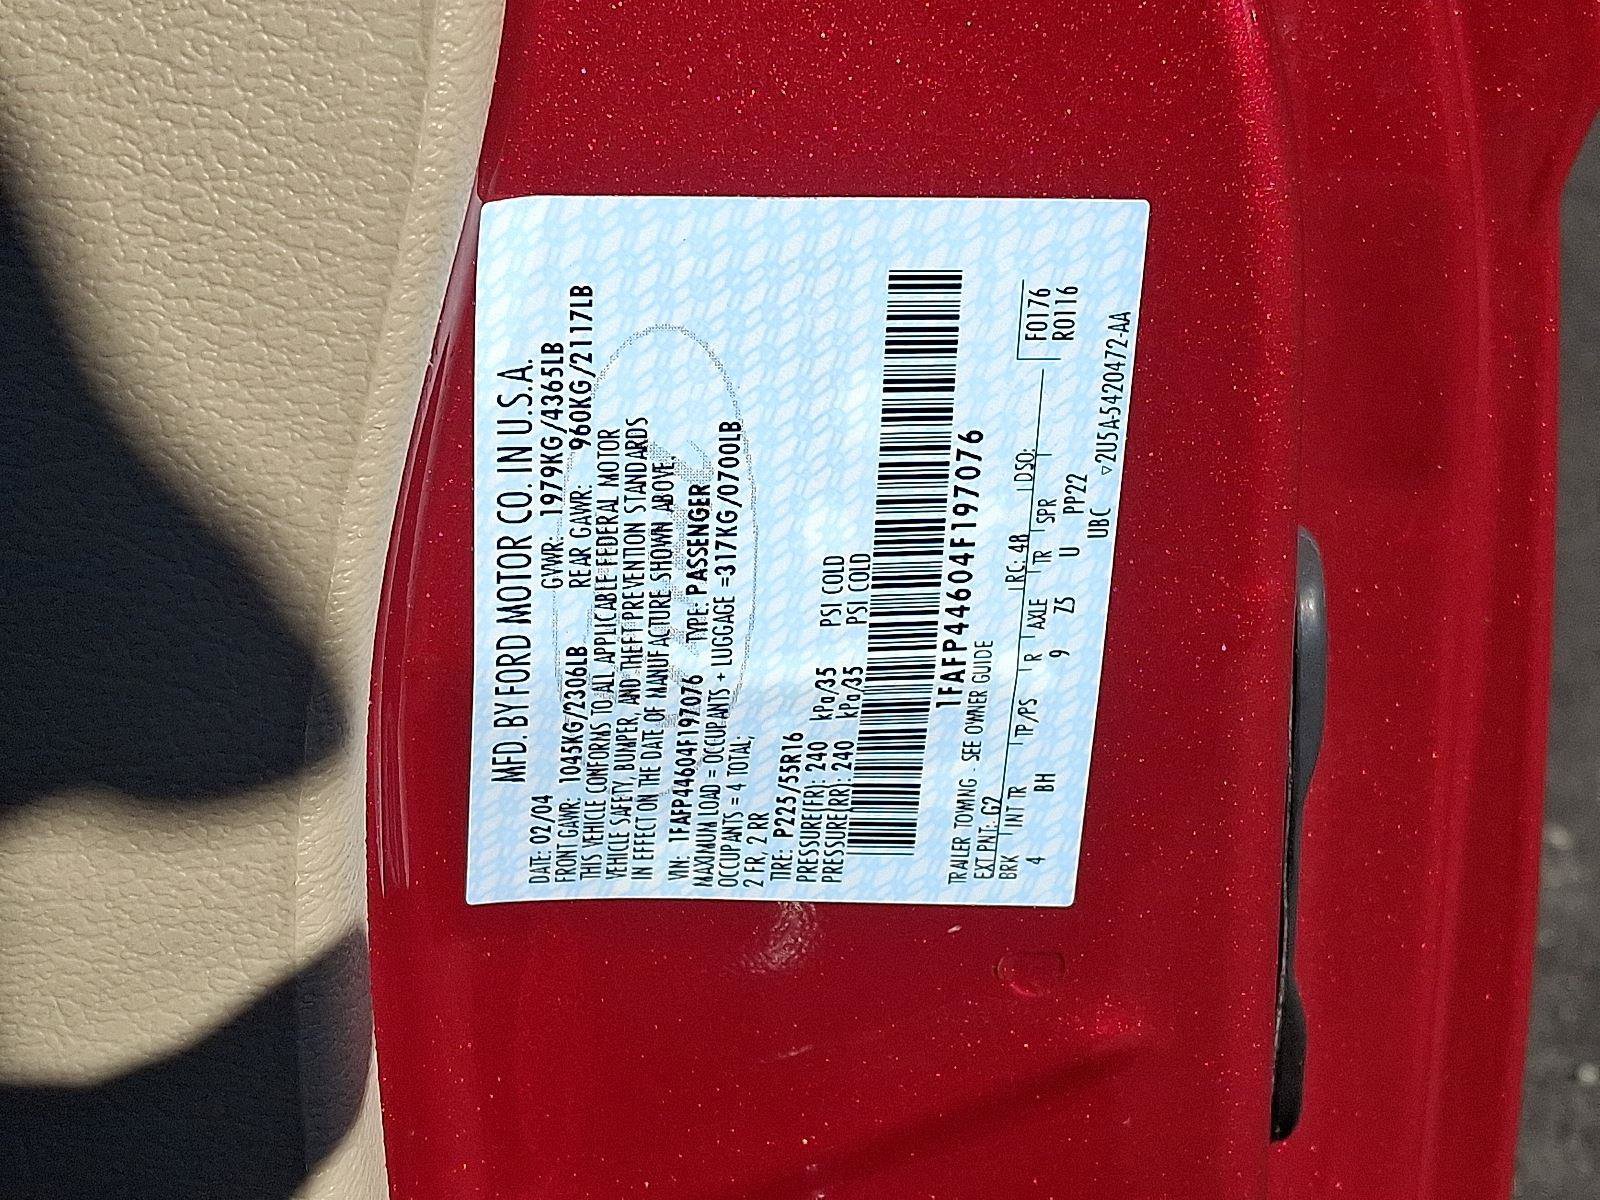 MFD. BY FORD MOTOR CO. IN U.S.A.
DATE: 02/04 GVWR: 1979KG/4365LB
FRONT GAWR: 1045KG/2306LB REAR GAWR: 960KG/2117LB
THIS VEHICLE CONFORMS TO ALL APPLICABLE FEDERAL MOTOR
VEHICLE SAFETY, BUMPER, AND THEFT PREVENTION STANDARDS
IN EFFECT ON THE DATE OF MANUFACTURE SHOWN ABOVE.
VIN: 1FAFP44604F197076 TYPE: PASSENGER
MAXIMUM LOAD = OCCUPANTS + LUGGAGE =317KG/0700LB
OCCUPANTS = 4 TOTAL;
2 FR, 2 RR
TIRE: P225/55R16
PRESSURE(FR): 240 kPa/35 PSI COLD
PRESSURE(RR): 240 kPa/35 PSI COLD
1FAFP44604F197076
TRAILER TOWING - SEE OWNER GUIDE
EXT PNT: G2 RC: 48 DSO: F0176
BRK INT TR TP/PS R AXLE TR SPR R0116
4 BH 9 Z5 U PP22
UBC ▽2U5A-5420472-AA